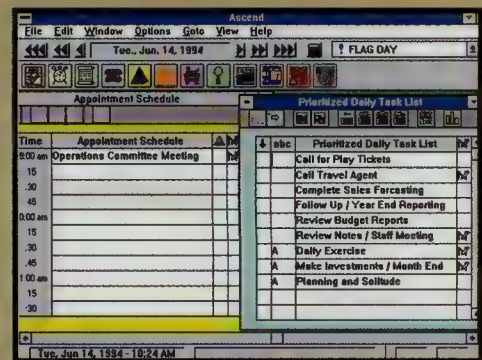 Ascend
File Edit Window Options Goto View Help
Tue., Jun. 14, 1994
! FLAG DAY
Appointment Schedule
Prioritized Daily Task List
Time Appointment Schedule
9:00 am Operations Committee Meeting
15
:30
45
0:00 am
15
:30
:45
1:00 am
15
:30
abc Prioritized Daily Task List
Call for Play Tickets
Call Travel Agent
Complete Sales Forcasting
Follow Up / Year End Reporting
Review Budget Reports
Review Notes / Staff Meeting
A Daily Exercise
A Make Investments / Month End
A Planning and Solitude
Tue, Jun 14, 1994 - 10:24 AM